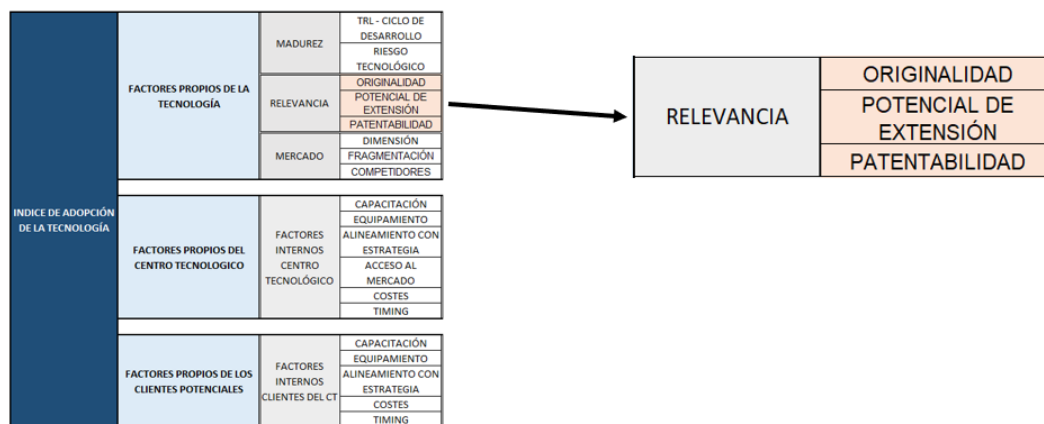 INDICE DE ADOPCIÓN
DE LA TECNOLOGÍA
FACTORES PROPIOS DE LA
TECNOLOGÍA
MADUREZ
TRL - CICLO DE
DESARROLLO
RIESGO
TECNOLÓGICO
RELEVANCIA
ORIGINALIDAD
POTENCIAL DE
EXTENSIÓN
PATENTABILIDAD
MERCADO
DIMENSIÓN
FRAGMENTACIÓN
COMPETIDORES
FACTORES PROPIOS DEL
CENTRO TECNOLOGICO
FACTORES
INTERNOS
CENTRO
TECNOLÓGICO
CAPACITACIÓN
EQUIPAMIENTO
ALINEAMIENTO CON
ESTRATEGIA
ACCESO AL
MERCADO
COSTES
TIMING
FACTORES PROPIOS DE LOS
CLIENTES POTENCIALES
FACTORES
INTERNOS
CLIENTES DEL CT
CAPACITACIÓN
EQUIPAMIENTO
ALINEAMIENTO CON
ESTRATEGIA
COSTES
TIMING
RELEVANCIA
ORIGINALIDAD
POTENCIAL DE
EXTENSIÓN
PATENTABILIDAD